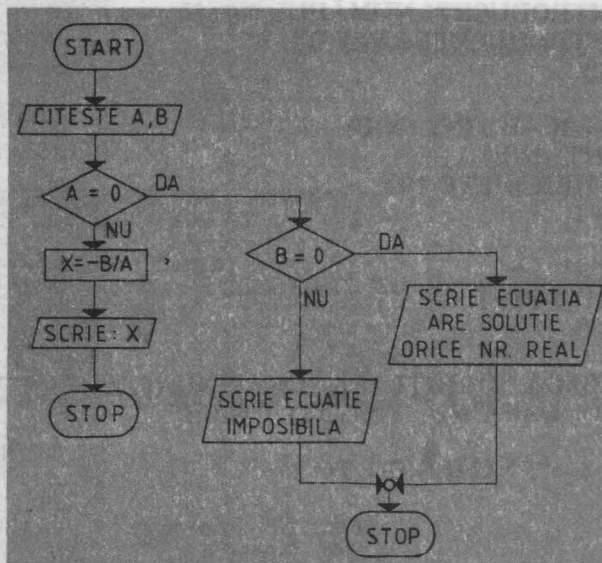 START
CITESTE A,B
A = 0
DA
NU
X=-B/A
SCRIE: X
STOP
B = 0
DA
NU
SCRIE ECUATIA
ARE SOLUTIE
ORICE NR. REAL
SCRIE ECUATIE
IMPOSIBILA
STOP